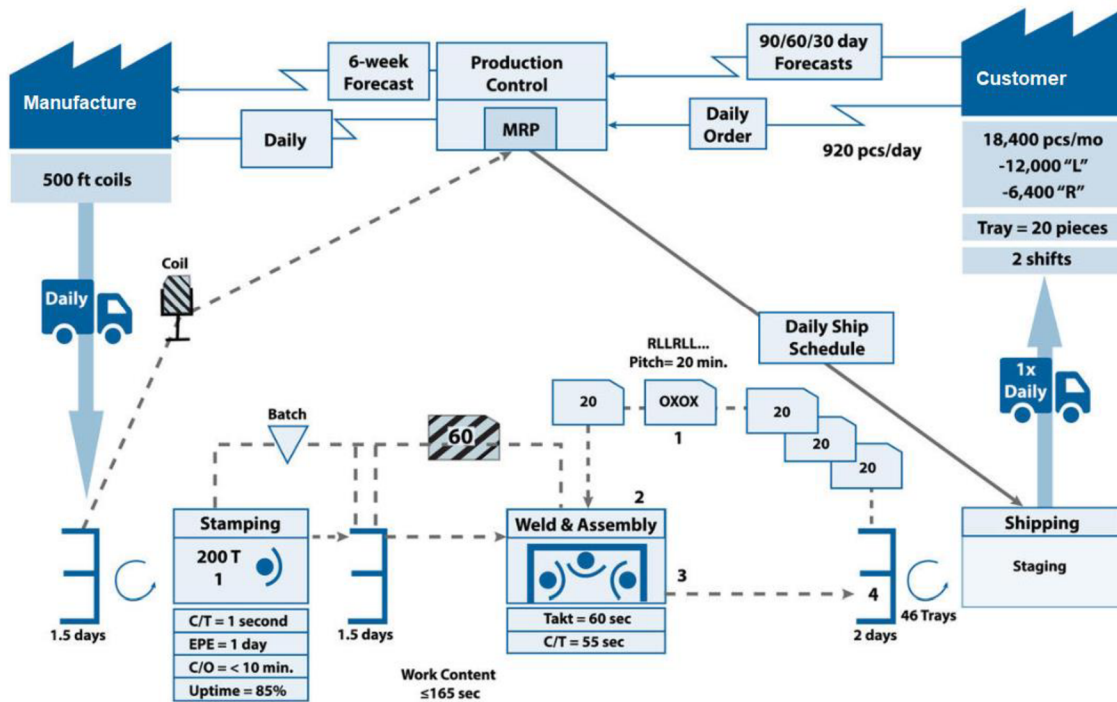 Manufacture
500 ft coils
6-week
Forecast
Daily
Production
Control
MRP
90/60/30 day
Forecasts
Daily
Order
920 pcs/day
Customer
18,400 pcs/mo
-12,000 “L”
-6,400 “R”
Tray = 20 pieces
2 shifts
Daily
Coil
Daily Ship
Schedule
1x
Daily
RLLRLL...
Pitch= 20 min.
20
OXOX
1
20
20
20
Batch
60
1.5 days
Stamping
200 T
1
C/T = 1 second
EPE = 1 day
C/O = < 10 min.
Uptime = 85%
1.5 days
Work Content
≤165 sec
2
Weld & Assembly
Takt = 60 sec
C/T = 55 sec
3
4
2 days
46 Trays
Shipping
Staging